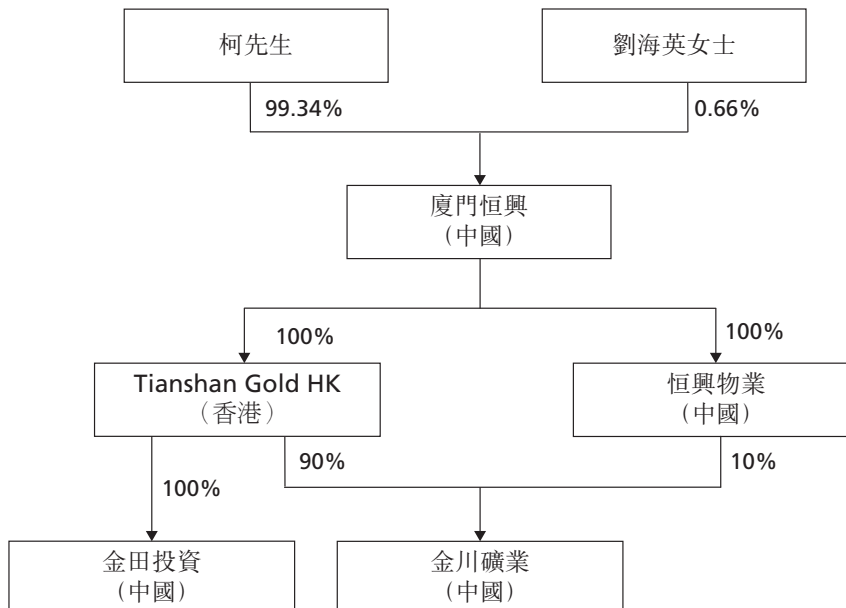 柯先生
劉海英女士
99.34%
0.66%
廈門恒興
（中國）
100%
100%
Tianshan Gold HK
（香港）
恒興物業
（中國）
100%
90%
10%
金田投資
（中國）
金川礦業
（中國）